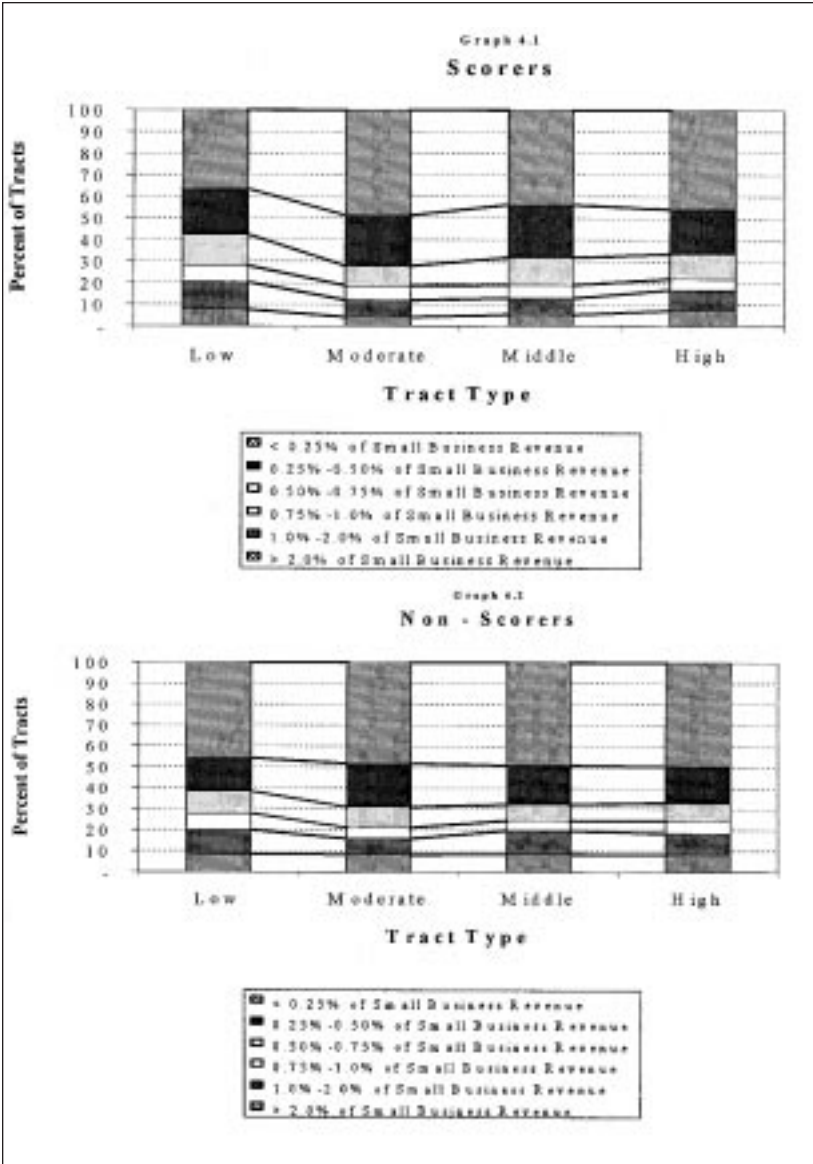 Graph 4.1
Scorers
Percent of Tracts
100
90
80
70
60
50
40
30
20
10
-
Low Moderate Middle High
Tract Type
< 0.25% of Small Business Revenue
0.25%-0.50% of Small Business Revenue
0.50%-0.75% of Small Business Revenue
0.75%-1.0% of Small Business Revenue
1.0%-2.0% of Small Business Revenue
> 2.0% of Small Business Revenue
Graph 4.2
Non - Scorers
Percent of Tracts
100
90
80
70
60
50
40
30
20
10
-
Low Moderate Middle High
Tract Type
< 0.25% of Small Business Revenue
0.25%-0.50% of Small Business Revenue
0.50%-0.75% of Small Business Revenue
0.75%-1.0% of Small Business Revenue
1.0%-2.0% of Small Business Revenue
> 2.0% of Small Business Revenue